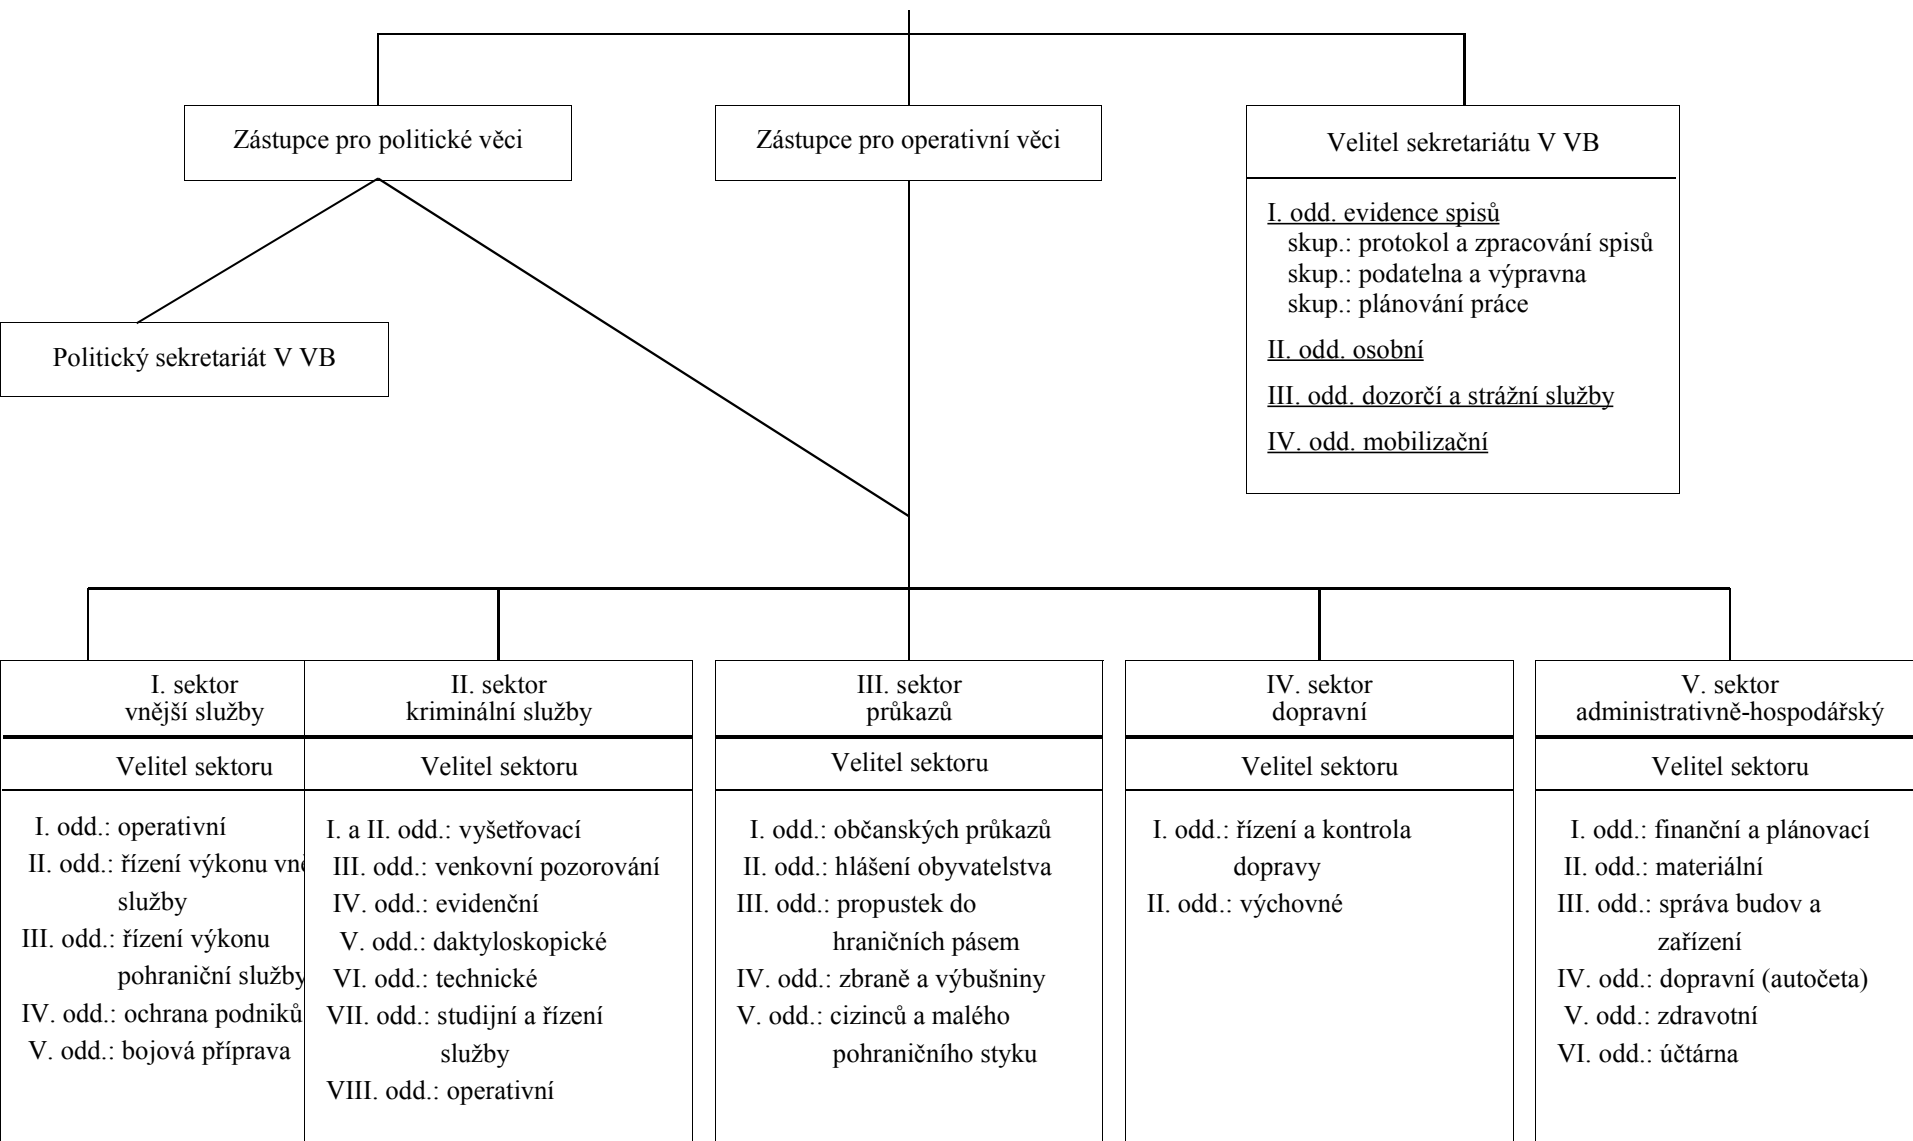 Zástupce pro politické věci
Zástupce pro operativní věci
Velitel sekretariátu V VB
I. odd. evidence spisů
skup.: protokol a zpracování spisů
skup.: podatelna a výpravna
skup.: plánování práce
II. odd. osobní
III. odd. dozorčí a strážní služby
IV. odd. mobilizační
Politický sekretariát V VB
I. sektor
vnější služby
Velitel sektoru
I. odd.: operativní
II. odd.: řízení výkonu vně
služby
III. odd.: řízení výkonu
pohraniční služby
IV. odd.: ochrana podniků
V. odd.: bojová příprava
II. sektor
kriminální služby
Velitel sektoru
I. a II. odd.: vyšetřovací
III. odd.: venkovní pozorování
IV. odd.: evidenční
V. odd.: daktyloskopické
VI. odd.: technické
VII. odd.: studijní a řízení
služby
VIII. odd.: operativní
III. sektor
průkazů
Velitel sektoru
I. odd.: občanských průkazů
II. odd.: hlášení obyvatelstva
III. odd.: propustek do
hraničních pásem
IV. odd.: zbraně a výbušniny
V. odd.: cizinců a malého
pohraničního styku
IV. sektor
dopravní
Velitel sektoru
I. odd.: řízení a kontrola
dopravy
II. odd.: výchovné
V. sektor
administrativně-hospodářský
Velitel sektoru
I. odd.: finanční a plánovací
II. odd.: materiální
III. odd.: správa budov a
zařízení
IV. odd.: dopravní (autočeta)
V. odd.: zdravotní
VI. odd.: účtárna